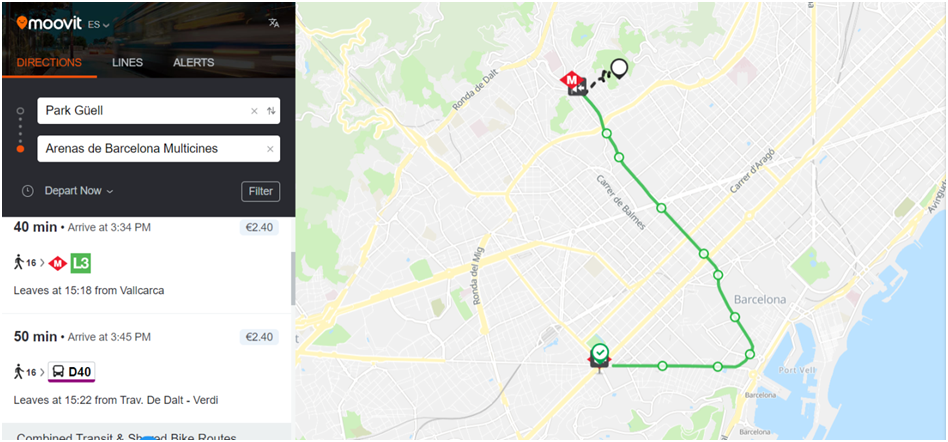 moovit ES
DIRECTIONS LINES ALERTS
Park Güell
Arenas de Barcelona Multicines
Depart Now
Filter
40 min • Arrive at 3:34 PM €2.40
16 M L3
Leaves at 15:18 from Vallcarca
50 min • Arrive at 3:45 PM €2.40
16 D40
Leaves at 15:22 from Trav. De Dalt - Verdi
Combined Transit & Shared Bike Routes
M
Ronda de Dalt
Carrer d'Aragó
Carrer de Balmes
Ronda del Mig
Barcelona
Port Vell
Barcelona
Barcelona